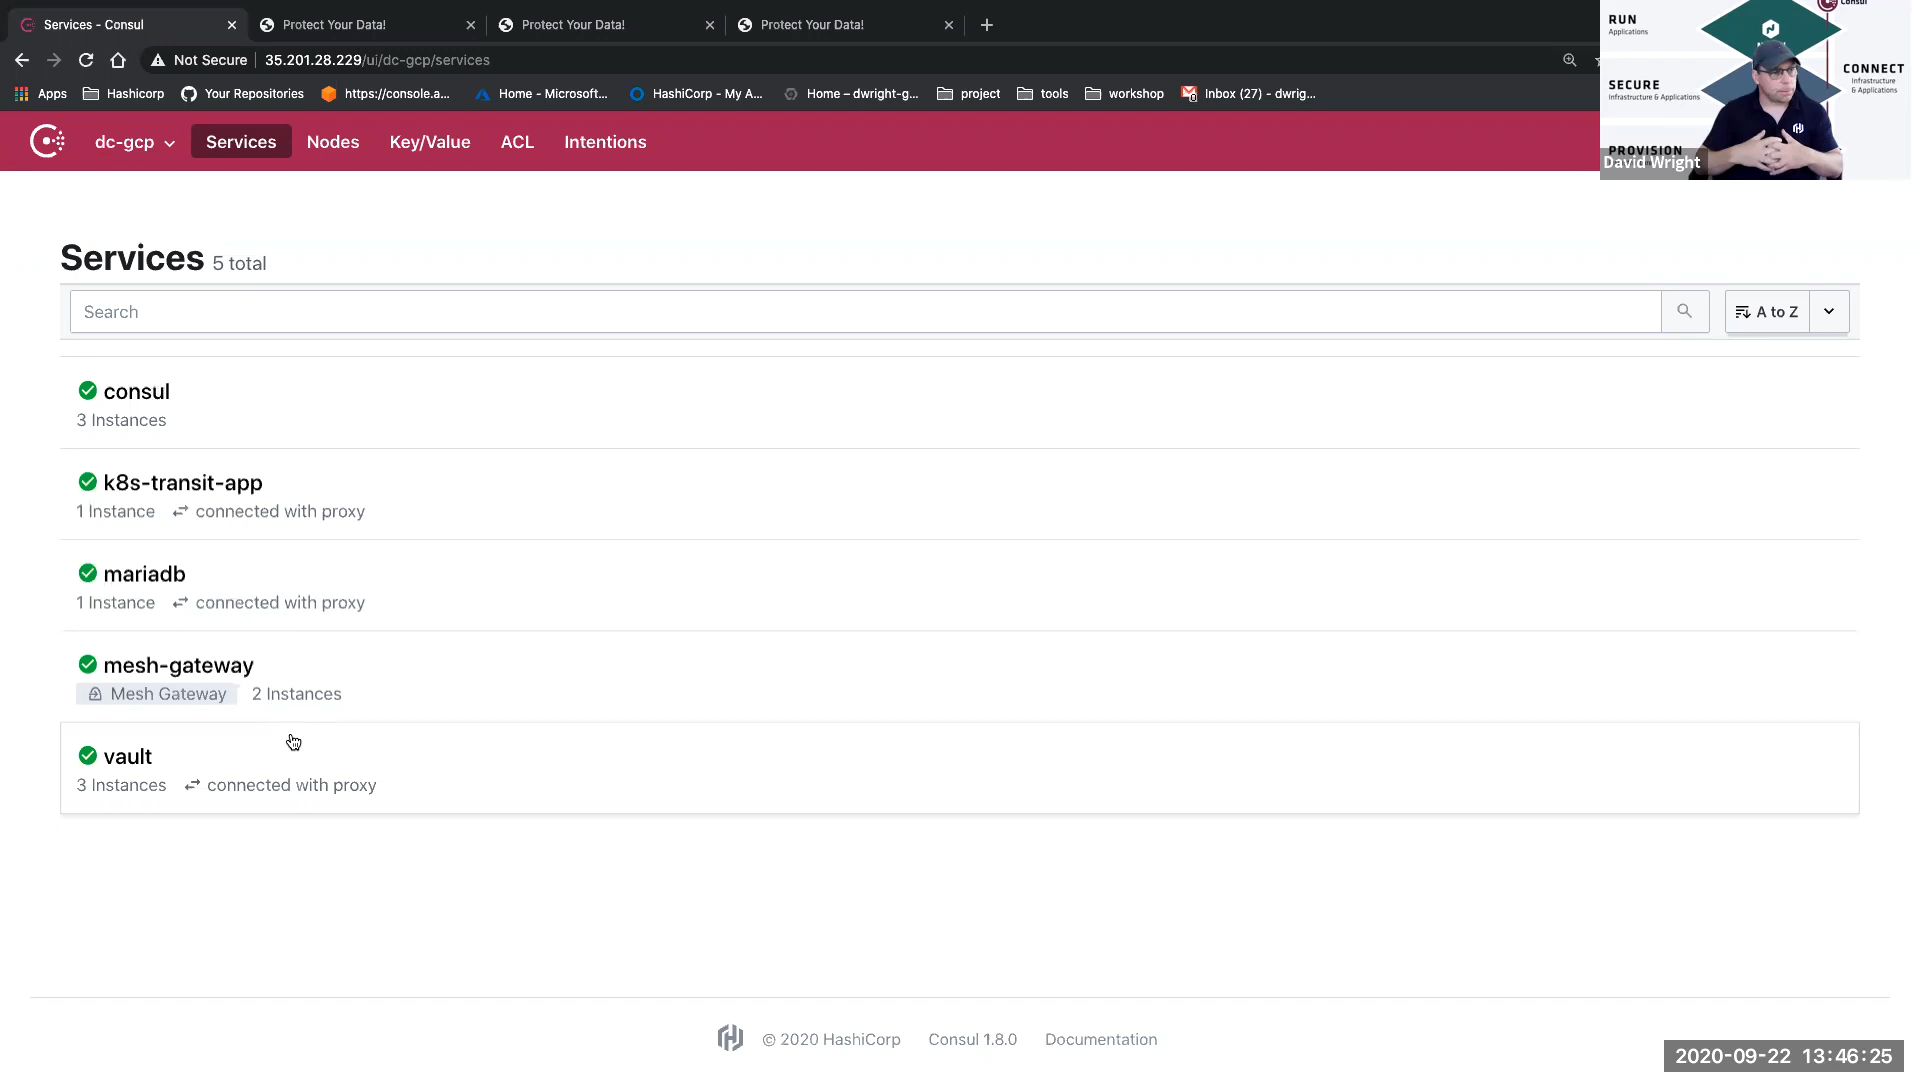 Services - Consul
Protect Your Data!
Protect Your Data!
Protect Your Data!
Not Secure
35.201.28.229/ui/dc-gcp/services
Apps
Hashicorp
Your Repositories
https://console.a...
Home - Microsoft...
HashiCorp - My A...
Home – dwright-g...
project
tools
workshop
Inbox (27) - dwrig...
dc-gcp
Services
Nodes
Key/Value
ACL
Intentions
Consul
RUN
Applications
CONNECT
Infrastructure
& Applications
SECURE
Infrastructure & Applications
PROVISION
David Wright
Services 5 total
Search
A to Z
consul
3 Instances
k8s-transit-app
1 Instance connected with proxy
mariadb
1 Instance connected with proxy
mesh-gateway
Mesh Gateway 2 Instances
vault
3 Instances connected with proxy
© 2020 HashiCorp
Consul 1.8.0
Documentation
2020-09-22 13:46:25